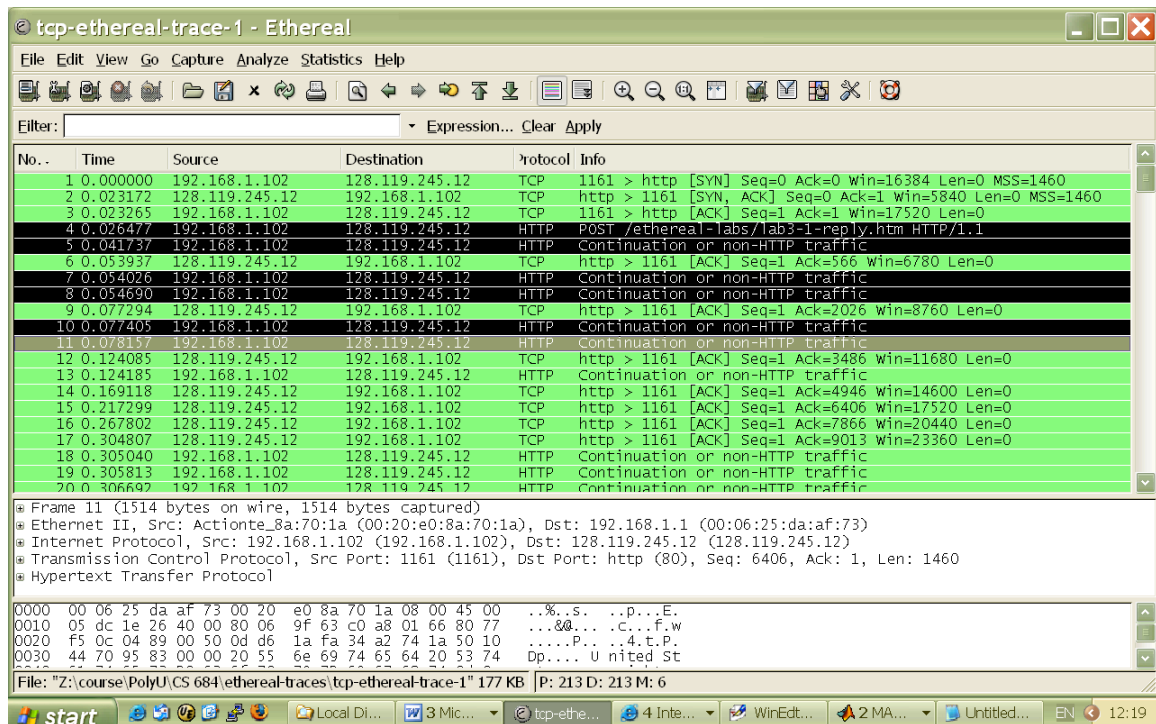 tcp-ethereal-trace-1 - Ethereal
File Edit View Go Capture Analyze Statistics Help
Filter: Expression... Clear Apply
No. . Time Source Destination Protocol Info
1 0.000000 192.168.1.102 128.119.245.12 TCP 1161 > http [SYN] Seq=0 Ack=0 Win=16384 Len=0 MSS=1460
2 0.023172 128.119.245.12 192.168.1.102 TCP http > 1161 [SYN, ACK] Seq=0 Ack=1 Win=5840 Len=0 MSS=1460
3 0.023265 192.168.1.102 128.119.245.12 TCP 1161 > http [ACK] Seq=1 Ack=1 Win=17520 Len=0
4 0.026477 192.168.1.102 128.119.245.12 HTTP POST /ethereal-labs/lab3-1-reply.htm HTTP/1.1
5 0.041737 192.168.1.102 128.119.245.12 HTTP Continuation or non-HTTP traffic
6 0.053937 128.119.245.12 192.168.1.102 TCP http > 1161 [ACK] Seq=1 Ack=566 Win=6780 Len=0
7 0.054026 192.168.1.102 128.119.245.12 HTTP Continuation or non-HTTP traffic
8 0.054690 192.168.1.102 128.119.245.12 HTTP Continuation or non-HTTP traffic
9 0.077294 128.119.245.12 192.168.1.102 TCP http > 1161 [ACK] Seq=1 Ack=2026 Win=8760 Len=0
10 0.077405 192.168.1.102 128.119.245.12 HTTP Continuation or non-HTTP traffic
11 0.078157 192.168.1.102 128.119.245.12 HTTP Continuation or non-HTTP traffic
12 0.124085 128.119.245.12 192.168.1.102 TCP http > 1161 [ACK] Seq=1 Ack=3486 Win=11680 Len=0
13 0.124185 192.168.1.102 128.119.245.12 HTTP Continuation or non-HTTP traffic
14 0.169118 128.119.245.12 192.168.1.102 TCP http > 1161 [ACK] Seq=1 Ack=4946 Win=14600 Len=0
15 0.217299 128.119.245.12 192.168.1.102 TCP http > 1161 [ACK] Seq=1 Ack=6406 Win=17520 Len=0
16 0.267802 128.119.245.12 192.168.1.102 TCP http > 1161 [ACK] Seq=1 Ack=7866 Win=20440 Len=0
17 0.304807 128.119.245.12 192.168.1.102 TCP http > 1161 [ACK] Seq=1 Ack=9013 Win=23360 Len=0
18 0.305040 192.168.1.102 128.119.245.12 HTTP Continuation or non-HTTP traffic
19 0.305813 192.168.1.102 128.119.245.12 HTTP Continuation or non-HTTP traffic
20 0.306692 192.168.1.102 128.119.245.12 HTTP Continuation or non-HTTP traffic
Frame 11 (1514 bytes on wire, 1514 bytes captured)
Ethernet II, Src: Actionte_8a:70:1a (00:20:e0:8a:70:1a), Dst: 192.168.1.1 (00:06:25:da:af:73)
Internet Protocol, Src: 192.168.1.102 (192.168.1.102), Dst: 128.119.245.12 (128.119.245.12)
Transmission Control Protocol, Src Port: 1161 (1161), Dst Port: http (80), Seq: 6406, Ack: 1, Len: 1460
Hypertext Transfer Protocol
0000 00 06 25 da af 73 00 20 e0 8a 70 1a 08 00 45 00 ..%..s. ..p...E.
0010 05 dc 1e 26 40 00 80 06 9f 63 c0 a8 01 66 80 77 ...&@... .c...f.w
0020 f5 0c 04 89 00 50 0d d6 1a fa 34 a2 74 1a 50 10 .....P.. ..4.t.P.
0030 44 70 95 83 00 00 20 55 6e 69 74 65 64 20 53 74 Dp.... U nited St
File: "Z:\course\PolyU\CS 684\ethereal-traces\tcp-ethereal-trace-1" 177 KB P: 213 D: 213 M: 6
start Local Di... 3 Mic... tcp-ethe... 4 Inte... WinEdt... 2 MA... Untitled... EN 12:19